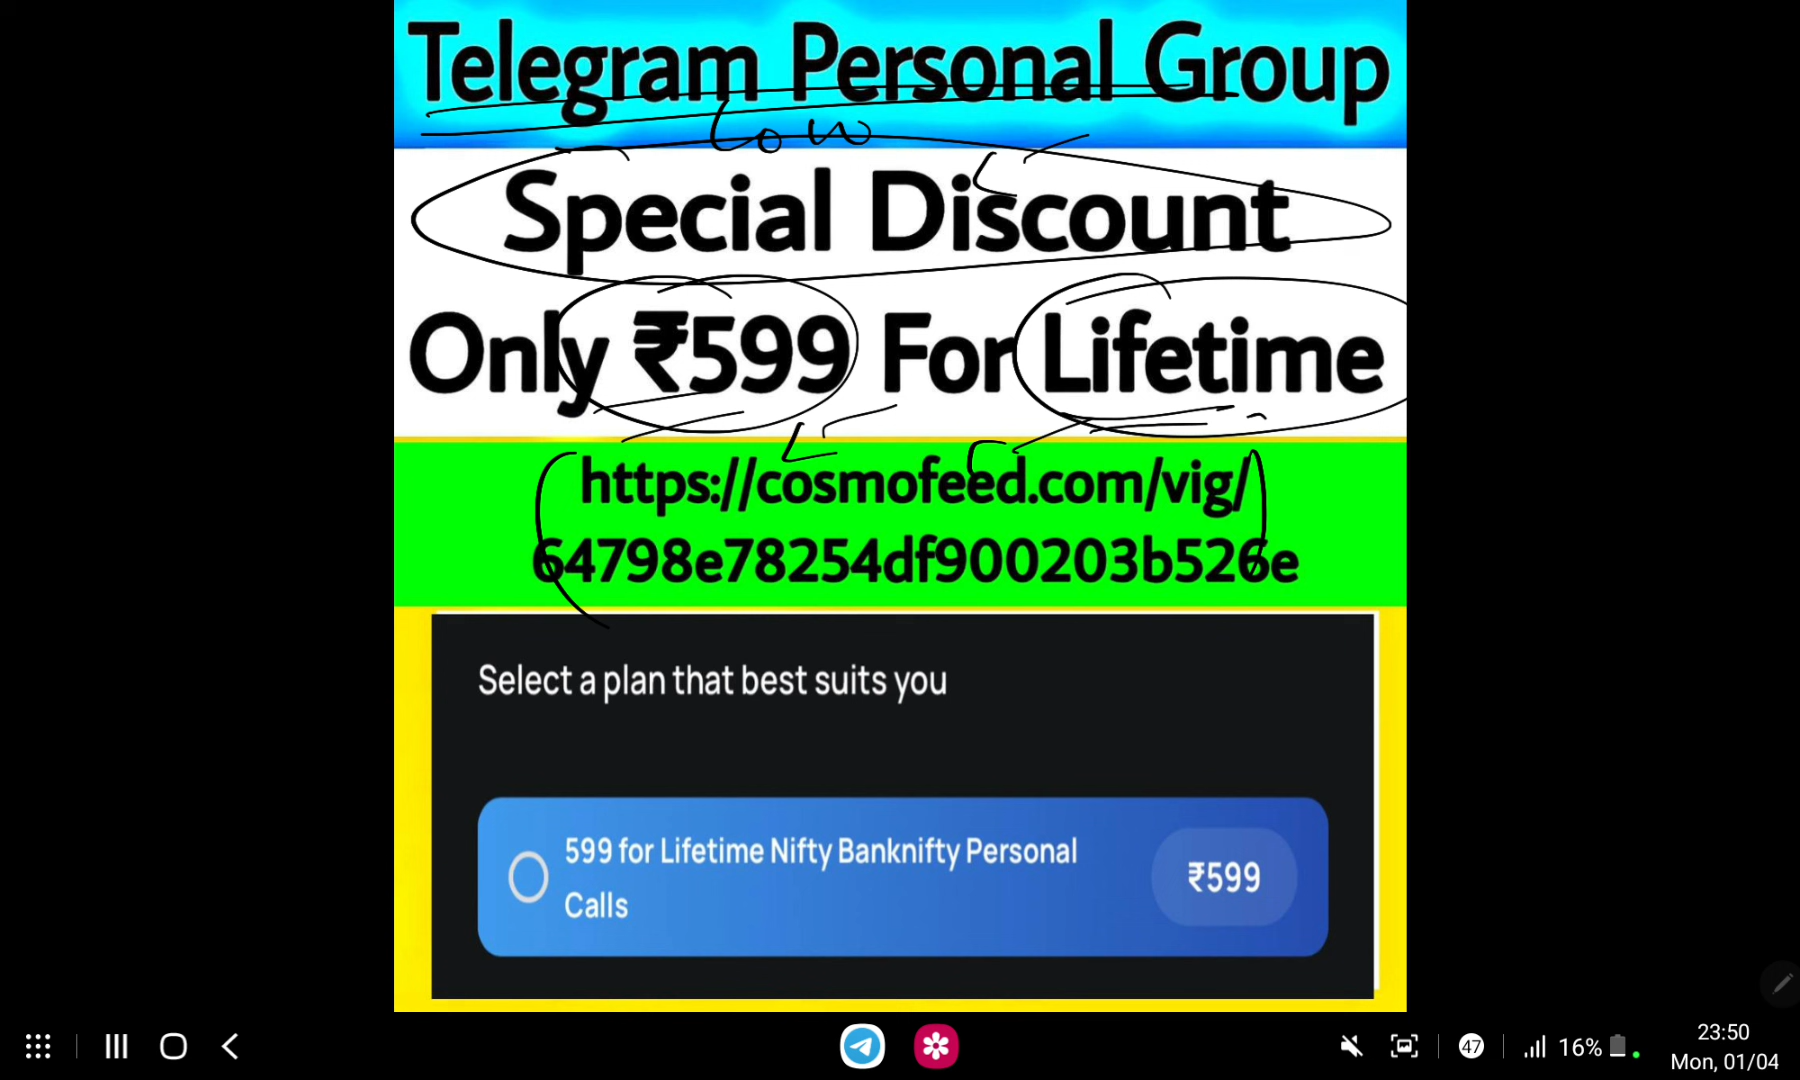 Telegram Personal Group
Low
Special Discount
Only ₹599 For Lifetime
https://cosmofeed.com/vig/
64798e78254df900203b526e
Select a plan that best suits you
599 for Lifetime Nifty Banknifty Personal
Calls
₹599
47
16%
23:50
Mon, 01/04